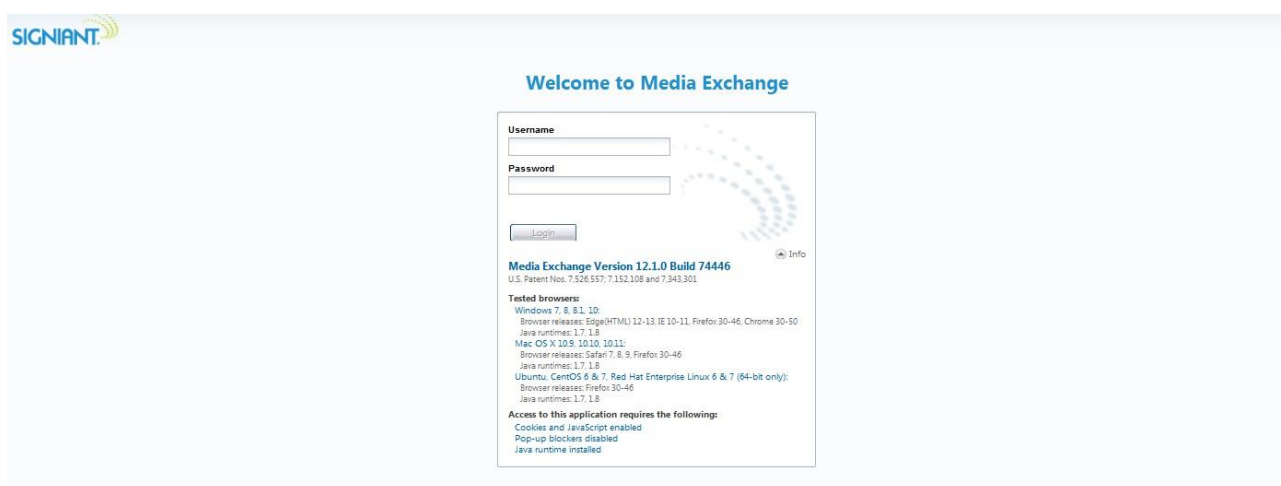 SIGNIANT.
Welcome to Media Exchange
Username
Password
Login
Info
Media Exchange Version 12.1.0 Build 74446
U.S. Patent Nos. 7,526,557; 7,152,108 and 7,343,301
Tested browsers:
Windows 7, 8, 8.1, 10:
Browser releases: Edge(HTML) 12-13, IE 10-11, Firefox 30-46, Chrome 30-50
Java runtimes: 1.7, 1.8
Mac OS X 10.9, 10.10, 10.11:
Browser releases: Safari 7, 8, 9, Firefox 30-46
Java runtimes: 1.7, 1.8
Ubuntu, CentOS 6 & 7, Red Hat Enterprise Linux 6 & 7 (64-bit only):
Browser releases: Firefox 30-46
Java runtimes: 1.7, 1.8
Access to this application requires the following:
Cookies and JavaScript enabled
Pop-up blockers disabled
Java runtime installed